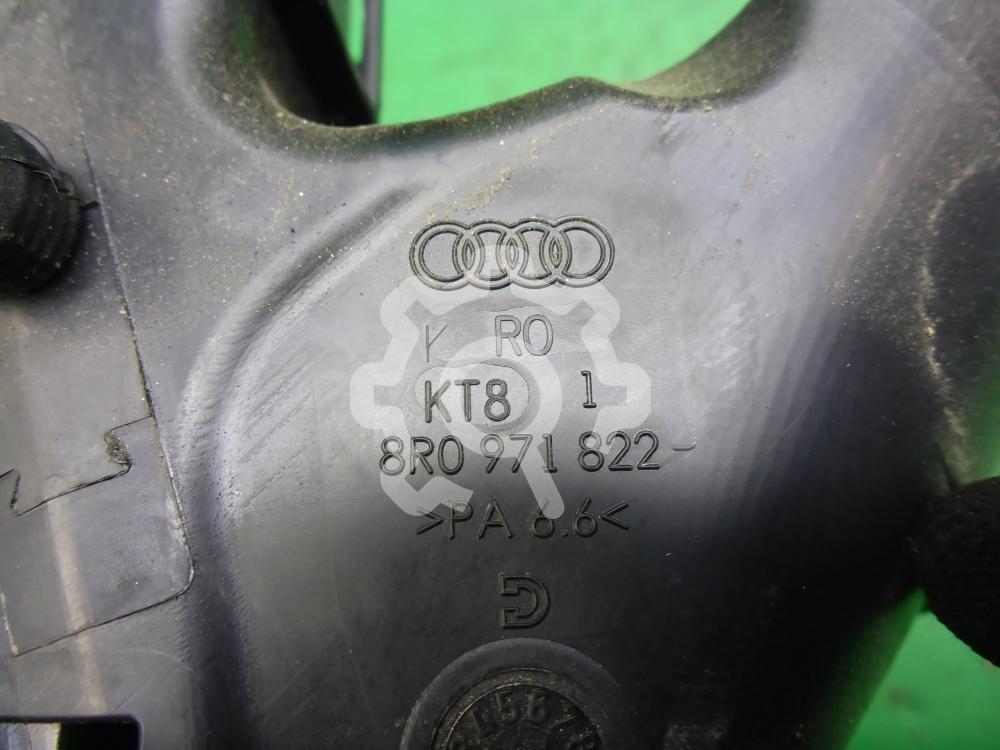 Y RO
KT8 1
8R0 971 822
>PA 6.6<